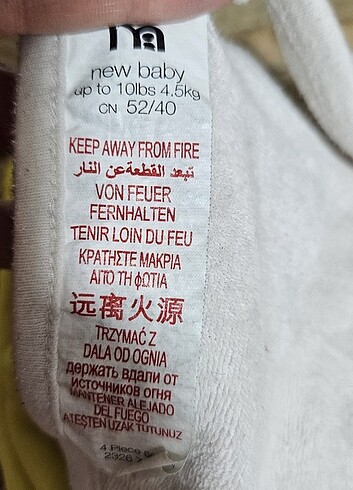 m
new baby
up to 10lbs 4.5kg
CN 52/40
KEEP AWAY FROM FIRE
تبعد القطعة عن النار
VON FEUER
FERNHALTEN
TENIR LOIN DU FEU
ΚΡΑΤΗΣΤΕ ΜΑΚΡΙΑ
ΑΠΟ ΤΗ ΦΩΤΙΑ
远离火源
TRZYMAĆ Z
DALA OD OGNIA
держать вдали от
источников огня
MANTENER ALEJADO
DEL FUEGO
ATEŞTEN UZAK TUTUNUZ
4 Piece